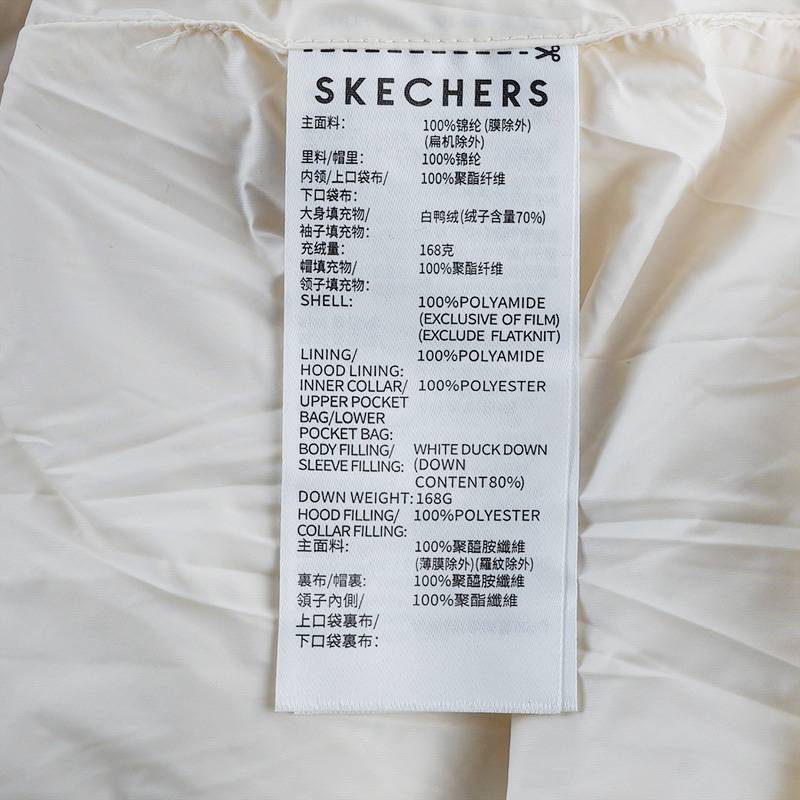 SKECHERS
主面料： 100%锦纶 (膜除外)
(扁机除外)
里料/帽里： 100%锦纶
内领/上口袋布/ 100%聚酯纤维
下口袋布：
大身填充物/ 白鸭绒(绒子含量70%)
袖子填充物：
充绒量： 168克
帽填充物/ 100%聚酯纤维
领子填充物：
SHELL: 100%POLYAMIDE
(EXCLUSIVE OF FILM)
(EXCLUDE FLATKNIT)
LINING/ 100%POLYAMIDE
HOOD LINING:
INNER COLLAR/ 100%POLYESTER
UPPER POCKET
BAG/LOWER
POCKET BAG:
BODY FILLING/ WHITE DUCK DOWN
SLEEVE FILLING: (DOWN
CONTENT80%)
DOWN WEIGHT: 168G
HOOD FILLING/ 100%POLYESTER
COLLAR FILLING:
主面料： 100%聚醯胺纖維
(薄膜除外)(羅紋除外)
裏布/帽裏： 100%聚醯胺纖維
領子內側/ 100%聚酯纖維
上口袋裏布/
下口袋裏布：